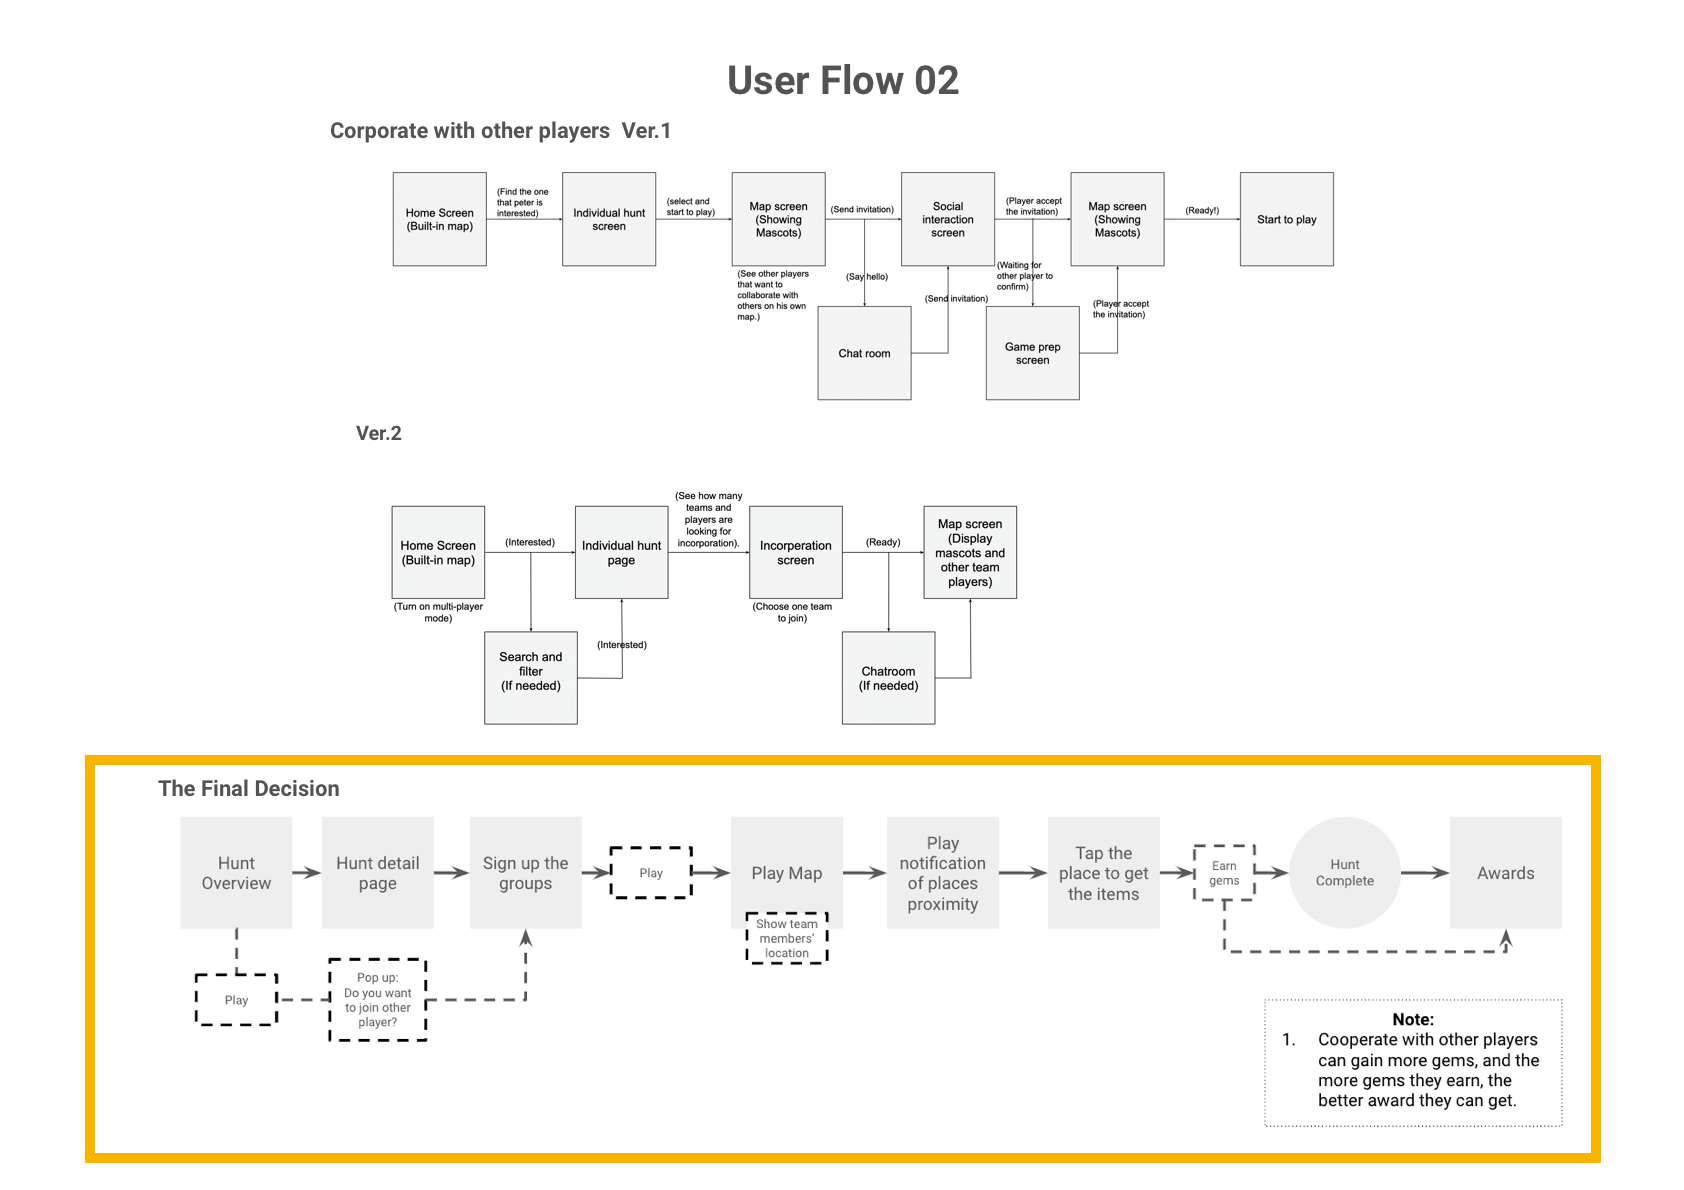 User Flow 02
Corporate with other players  Ver.1
Home Screen
(Built-in map)
(Find the one
that peter is
interested)
Individual hunt
screen
(select and
start to play)
Map screen
(Showing
Mascots)
(See other players
that want to
collaborate with
others on his own
map.)
(Send invitation)
(Say hello)
Chat room
(Send invitation)
Social
interaction
screen
(Player accept
the invitation)
(Waiting for
other player to
confirm)
Game prep
screen
(Player accept
the invitation)
Map screen
(Showing
Mascots)
(Ready!)
Start to play
Ver.2
Home Screen
(Built-in map)
(Turn on multi-player
mode)
(Interested)
Search and
filter
(If needed)
(Interested)
Individual hunt
page
(See how many
teams and
players are
looking for
incorporation).
Incorperation
screen
(Choose one team
to join)
(Ready)
Chatroom
(If needed)
Map screen
(Display
mascots and
other team
players)
The Final Decision
Hunt
Overview
Hunt detail
page
Sign up the
groups
Play
Play Map
Show team
members’
location
Play
notification
of places
proximity
Tap the
place to get
the items
Earn
gems
Hunt
Complete
Awards
Play
Pop up:
Do you want
to join other
player?
Note:
1. Cooperate with other players
can gain more gems, and the
more gems they earn, the
better award they can get.